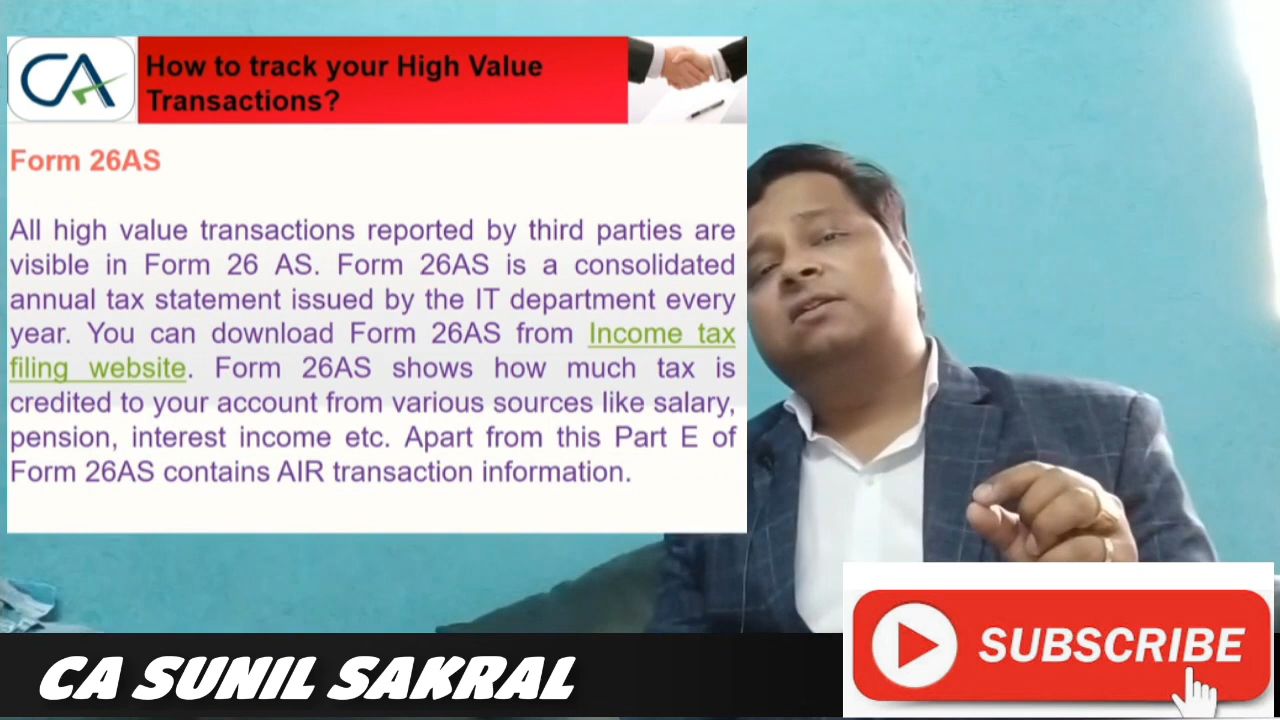 CA
How to track your High Value
Transactions?
Form 26AS
All high value transactions reported by third parties are
visible in Form 26 AS. Form 26AS is a consolidated
annual tax statement issued by the IT department every
year. You can download Form 26AS from Income tax
filing website. Form 26AS shows how much tax is
credited to your account from various sources like salary,
pension, interest income etc. Apart from this Part E of
Form 26AS contains AIR transaction information.
CA SUNIL SAKRAL
SUBSCRIBE